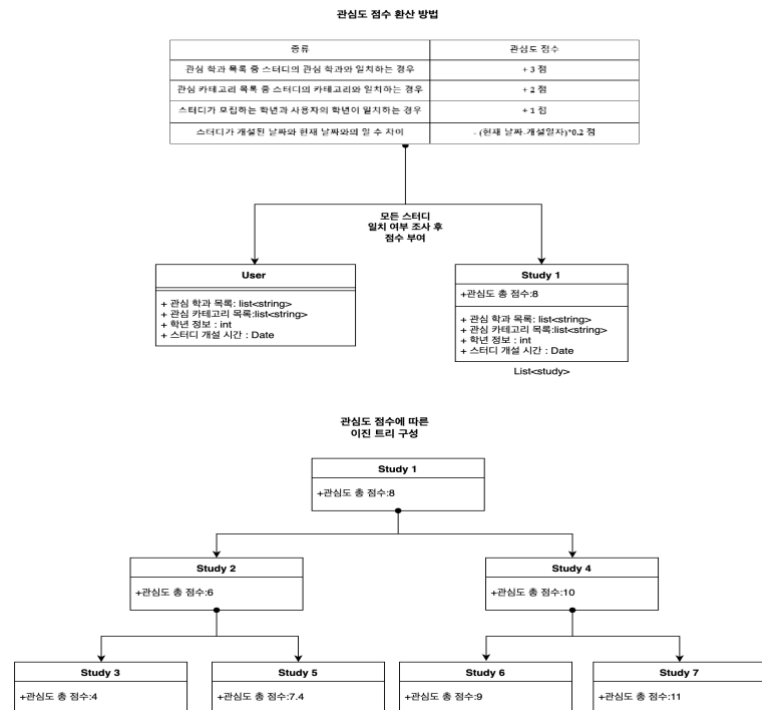 관심도 점수 환산 방법
종류 관심도 점수
관심 학과 목록 중 스터디의 관심 학과와 일치하는 경우 + 3 점
관심 카테고리 목록 중 스터디의 카테고리와 일치하는 경우 + 2 점
스터디가 모집하는 학년과 사용자의 학년이 일치하는 경우 + 1 점
스터디가 개설된 날짜와 현재 날짜와의 일 수 차이 - (현재 날짜-개설일자)*0.2 점
모든 스터디
일치 여부 조사 후
점수 부여
User
+ 관심 학과 목록: list<string>
+ 관심 카테고리 목록:list<string>
+ 학년 정보 : int
+ 스터디 개설 시간 : Date
Study 1
+관심도 총 점수:8
+ 관심 학과 목록: list<string>
+ 관심 카테고리 목록:list<string>
+ 학년 정보 : int
+ 스터디 개설 시간 : Date
List<study>
관심도 점수에 따른
이진 트리 구성
Study 1
+관심도 총 점수:8
Study 2
+관심도 총 점수:6
Study 4
+관심도 총 점수:10
Study 3
+관심도 총 점수:4
Study 5
+관심도 총 점수:7.4
Study 6
+관심도 총 점수:9
Study 7
+관심도 총 점수:11